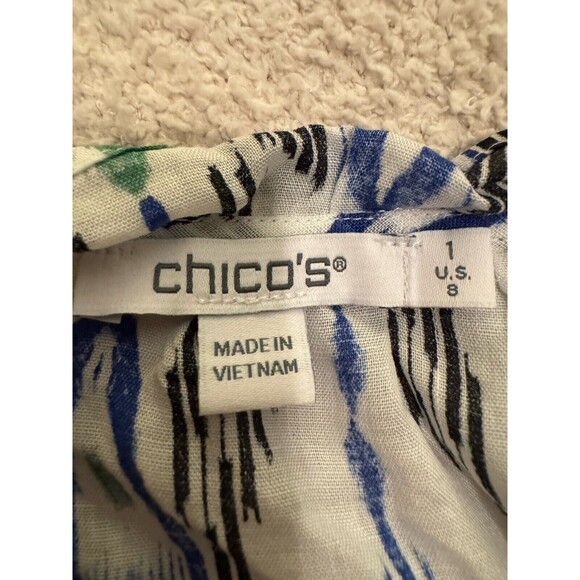 chico's®
1
U.S.
8
MADE IN
VIETNAM